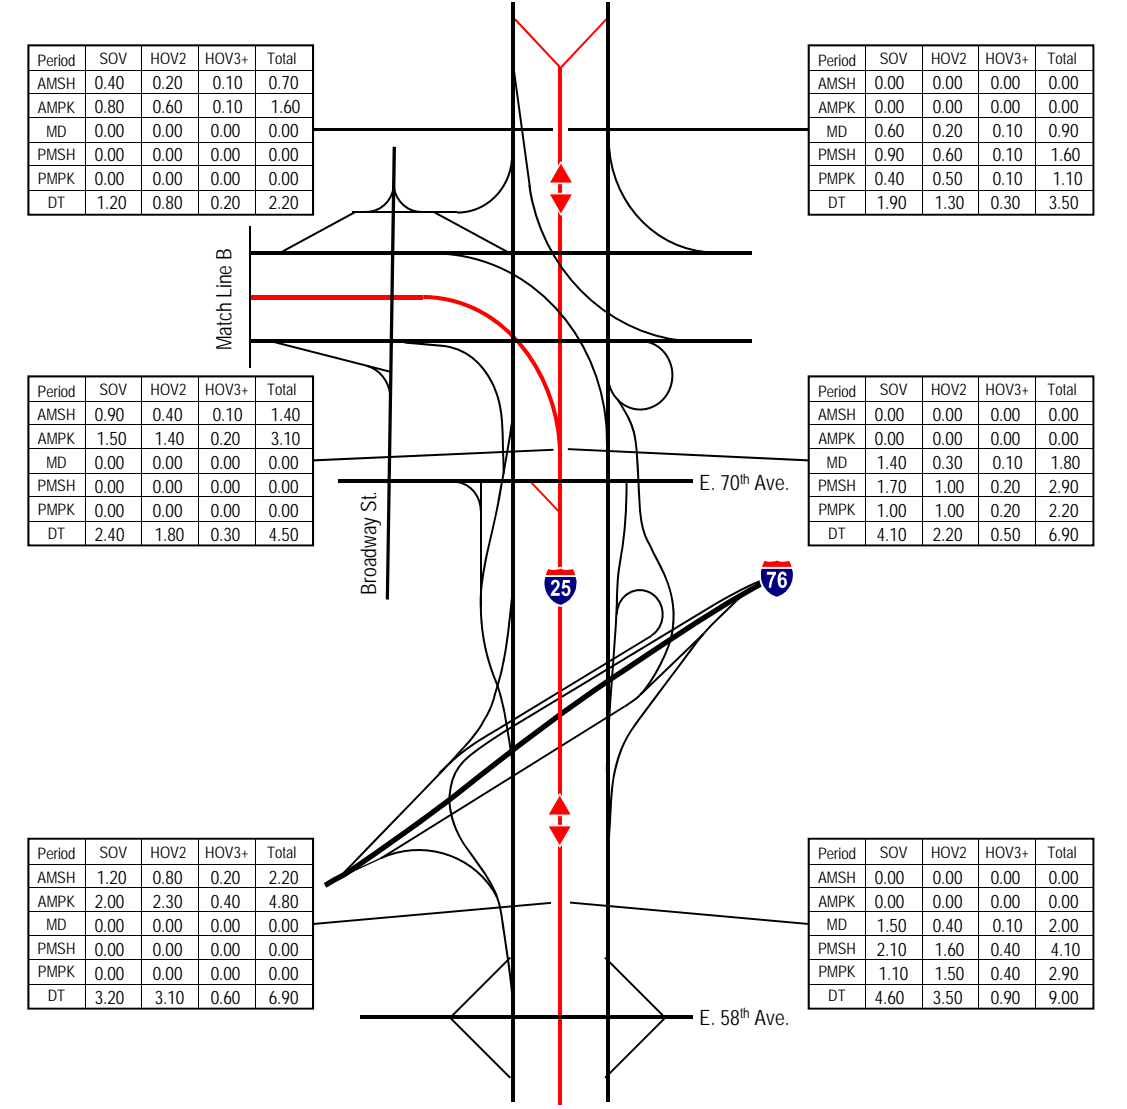 Period SOV HOV2 HOV3+ Total
AMSH 0.40 0.20 0.10 0.70
AMPK 0.80 0.60 0.10 1.60
MD 0.00 0.00 0.00 0.00
PMSH 0.00 0.00 0.00 0.00
PMPK 0.00 0.00 0.00 0.00
DT 1.20 0.80 0.20 2.20
Period SOV HOV2 HOV3+ Total
AMSH 0.00 0.00 0.00 0.00
AMPK 0.00 0.00 0.00 0.00
MD 0.60 0.20 0.10 0.90
PMSH 0.90 0.60 0.10 1.60
PMPK 0.40 0.50 0.10 1.10
DT 1.90 1.30 0.30 3.50
Match Line B
Period SOV HOV2 HOV3+ Total
AMSH 0.90 0.40 0.10 1.40
AMPK 1.50 1.40 0.20 3.10
MD 0.00 0.00 0.00 0.00
PMSH 0.00 0.00 0.00 0.00
PMPK 0.00 0.00 0.00 0.00
DT 2.40 1.80 0.30 4.50
Period SOV HOV2 HOV3+ Total
AMSH 0.00 0.00 0.00 0.00
AMPK 0.00 0.00 0.00 0.00
MD 1.40 0.30 0.10 1.80
PMSH 1.70 1.00 0.20 2.90
PMPK 1.00 1.00 0.20 2.20
DT 4.10 2.20 0.50 6.90
E. 70th Ave.
Broadway St.
25
76
Period SOV HOV2 HOV3+ Total
AMSH 1.20 0.80 0.20 2.20
AMPK 2.00 2.30 0.40 4.80
MD 0.00 0.00 0.00 0.00
PMSH 0.00 0.00 0.00 0.00
PMPK 0.00 0.00 0.00 0.00
DT 3.20 3.10 0.60 6.90
Period SOV HOV2 HOV3+ Total
AMSH 0.00 0.00 0.00 0.00
AMPK 0.00 0.00 0.00 0.00
MD 1.50 0.40 0.10 2.00
PMSH 2.10 1.60 0.40 4.10
PMPK 1.10 1.50 0.40 2.90
DT 4.60 3.50 0.90 9.00
E. 58th Ave.